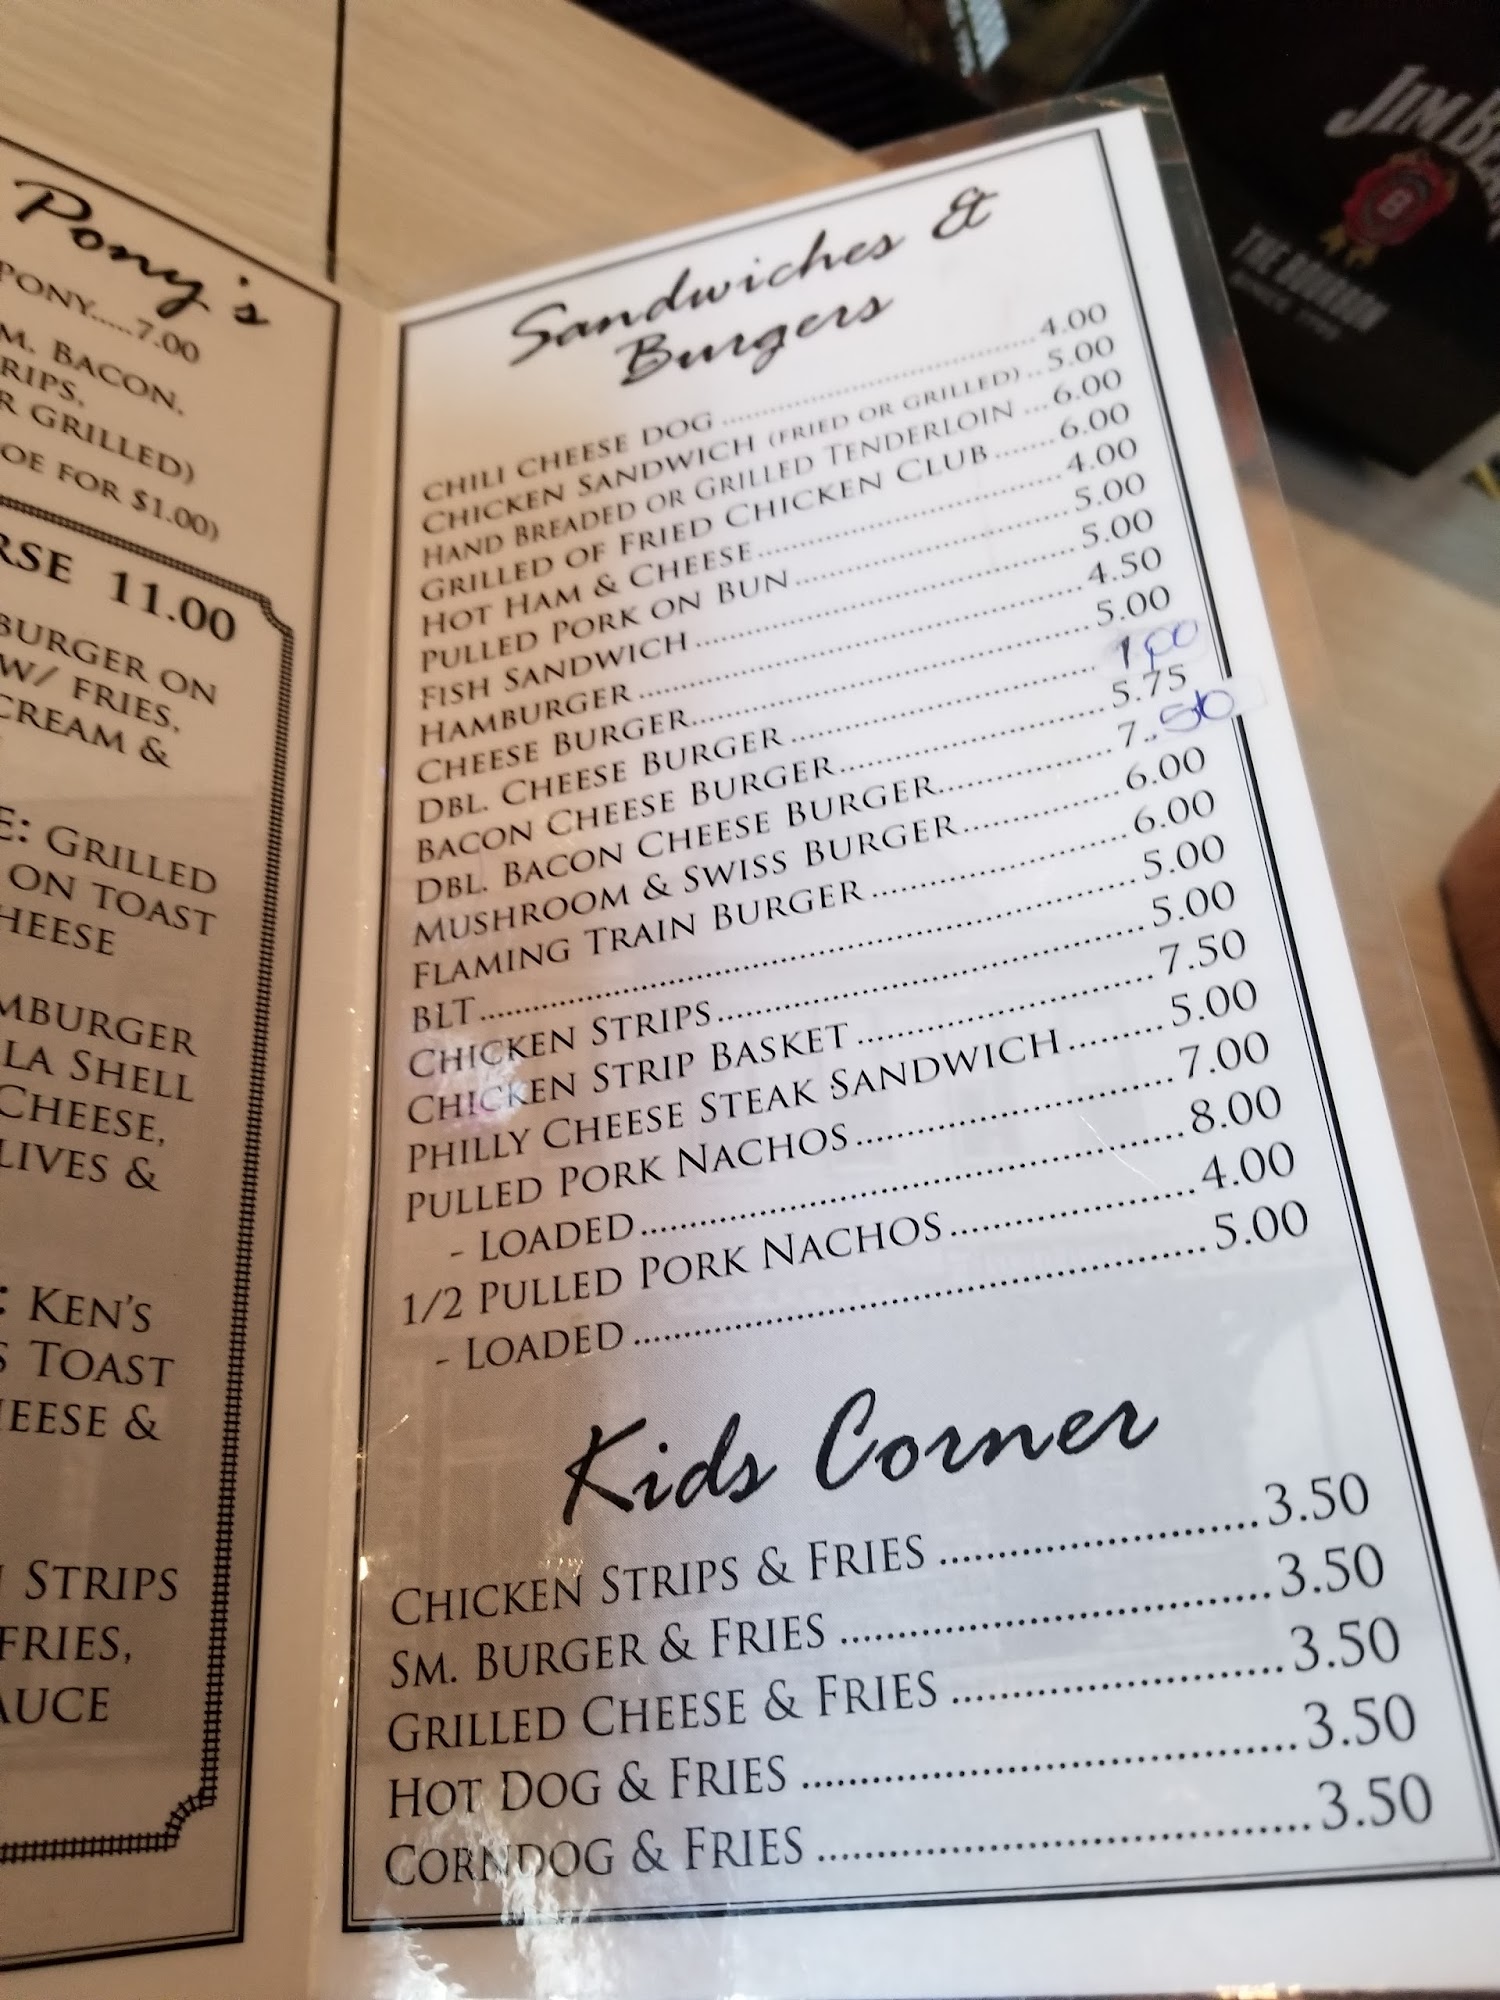 Pony's
PONY.....7.00
M. BACON,
RIPS,
R GRILLED)
OE FOR $1.00)
RSE 11.00
BURGER ON
W/ FRIES,
CREAM &
E: GRILLED
ON TOAST
HEESE
MBURGER
LA SHELL
CHEESE,
LIVES &
: KEN'S
S TOAST
HEESE &
STRIPS
FRIES,
AUCE
Sandwiches &
Burgers
CHILI CHEESE DOG 4.00
CHICKEN SANDWICH (FRIED OR GRILLED) 5.00
HAND BREADED OR GRILLED TENDERLOIN 6.00
GRILLED OF FRIED CHICKEN CLUB 6.00
HOT HAM & CHEESE 4.00
PULLED PORK ON BUN 5.00
FISH SANDWICH 5.00
HAMBURGER 4.50
CHEESE BURGER 5.00
DBL. CHEESE BURGER
BACON CHEESE BURGER 5.75
DBL. BACON CHEESE BURGER 7.50
MUSHROOM & SWISS BURGER 6.00
FLAMING TRAIN BURGER 6.00
BLT 5.00
CHICKEN STRIPS 5.00
CHICKEN STRIP BASKET 7.50
PHILLY CHEESE STEAK SANDWICH 5.00
PULLED PORK NACHOS 7.00
- LOADED 8.00
1/2 PULLED PORK NACHOS 4.00
- LOADED 5.00
Kids Corner
CHICKEN STRIPS & FRIES 3.50
SM. BURGER & FRIES 3.50
GRILLED CHEESE & FRIES 3.50
HOT DOG & FRIES 3.50
CORNDOG & FRIES 3.50
JIM BEAM
B
THE BOURBON
SINCE 1795